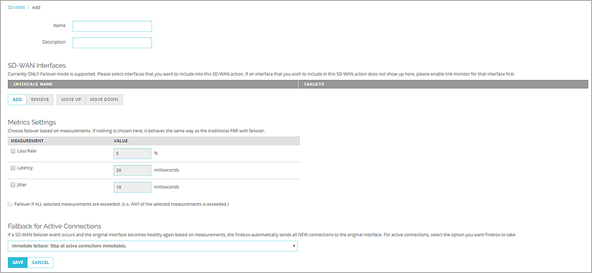 SD-WAN / Add
Name
Description
SD-WAN Interfaces
Currently ONLY Failover mode is supported. Please select interfaces that you want to include into this SD-WAN action. If an interface that you wish to include in this SD-WAN action does not show up here, please enable link monitor for that interface first.
INTERFACE NAME TARGETS
ADD REMOVE MOVE UP MOVE DOWN
Metrics Settings
Choose failover based on measurements. If nothing is chosen here, it behaves the same way as the traditional PBR with failover.
MEASUREMENT VALUE
Loss Rate 5 %
Latency 20 milliseconds
Jitter 10 milliseconds
Failover if ALL selected measurements are exceeded. (v.s. ANY of the selected measurements is exceeded.)
Failback for Active Connections
If a SD-WAN failover event occurs and the original interface becomes healthy again based on measurements, the Firebox automatically sends all NEW connections to the original interface. For active connections, select the option you want Firebox to take.
Immediate failback: Stop all active connections immediately.
SAVE CANCEL